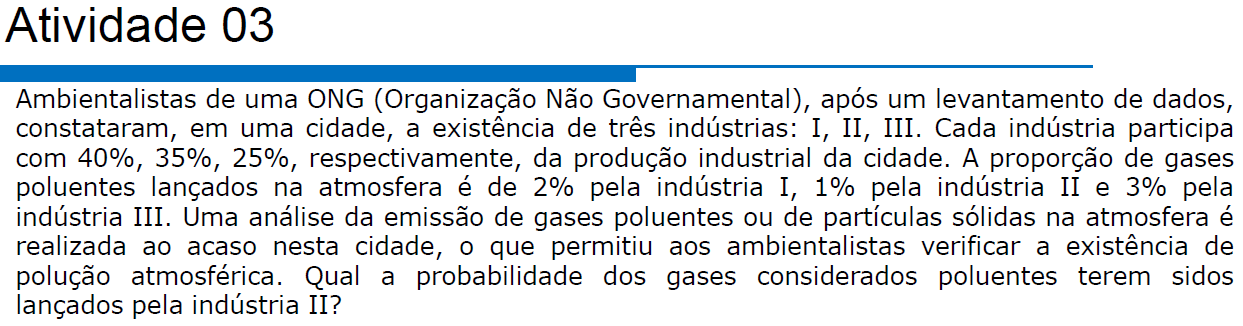 Atividade 03
Ambientalistas de uma ONG (Organização Não Governamental), após um levantamento de dados,
constataram, em uma cidade, a existência de três indústrias: I, II, III. Cada indústria participa
com 40%, 35%, 25%, respectivamente, da produção industrial da cidade. A proporção de gases
poluentes lançados na atmosfera é de 2% pela indústria I, 1% pela indústria II e 3% pela
indústria III. Uma análise da emissão de gases poluentes ou de partículas sólidas na atmosfera é
realizada ao acaso nesta cidade, o que permitiu aos ambientalistas verificar a existência de
polução atmosférica. Qual a probabilidade dos gases considerados poluentes terem sidos
lançados pela indústria II?